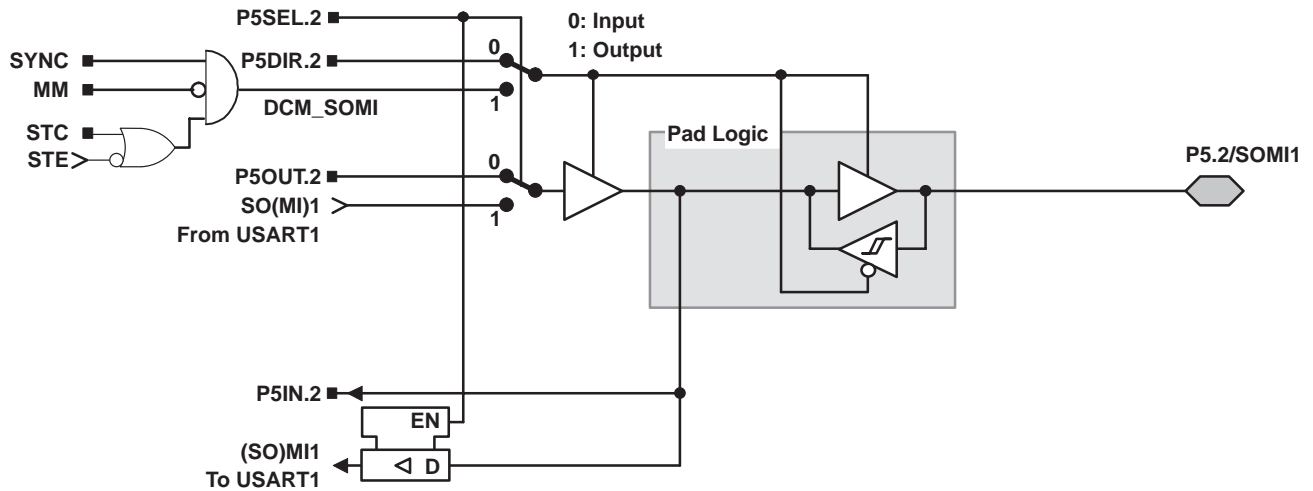 P5SEL.2
0: Input
1: Output
SYNC
P5DIR.2
0
MM
1
DCM_SOMI
STC
STE
Pad Logic
P5.2/SOMI1
P5OUT.2
0
SO(MI)1
1
From USART1
P5IN.2
EN
(SO)MI1
D
To USART1